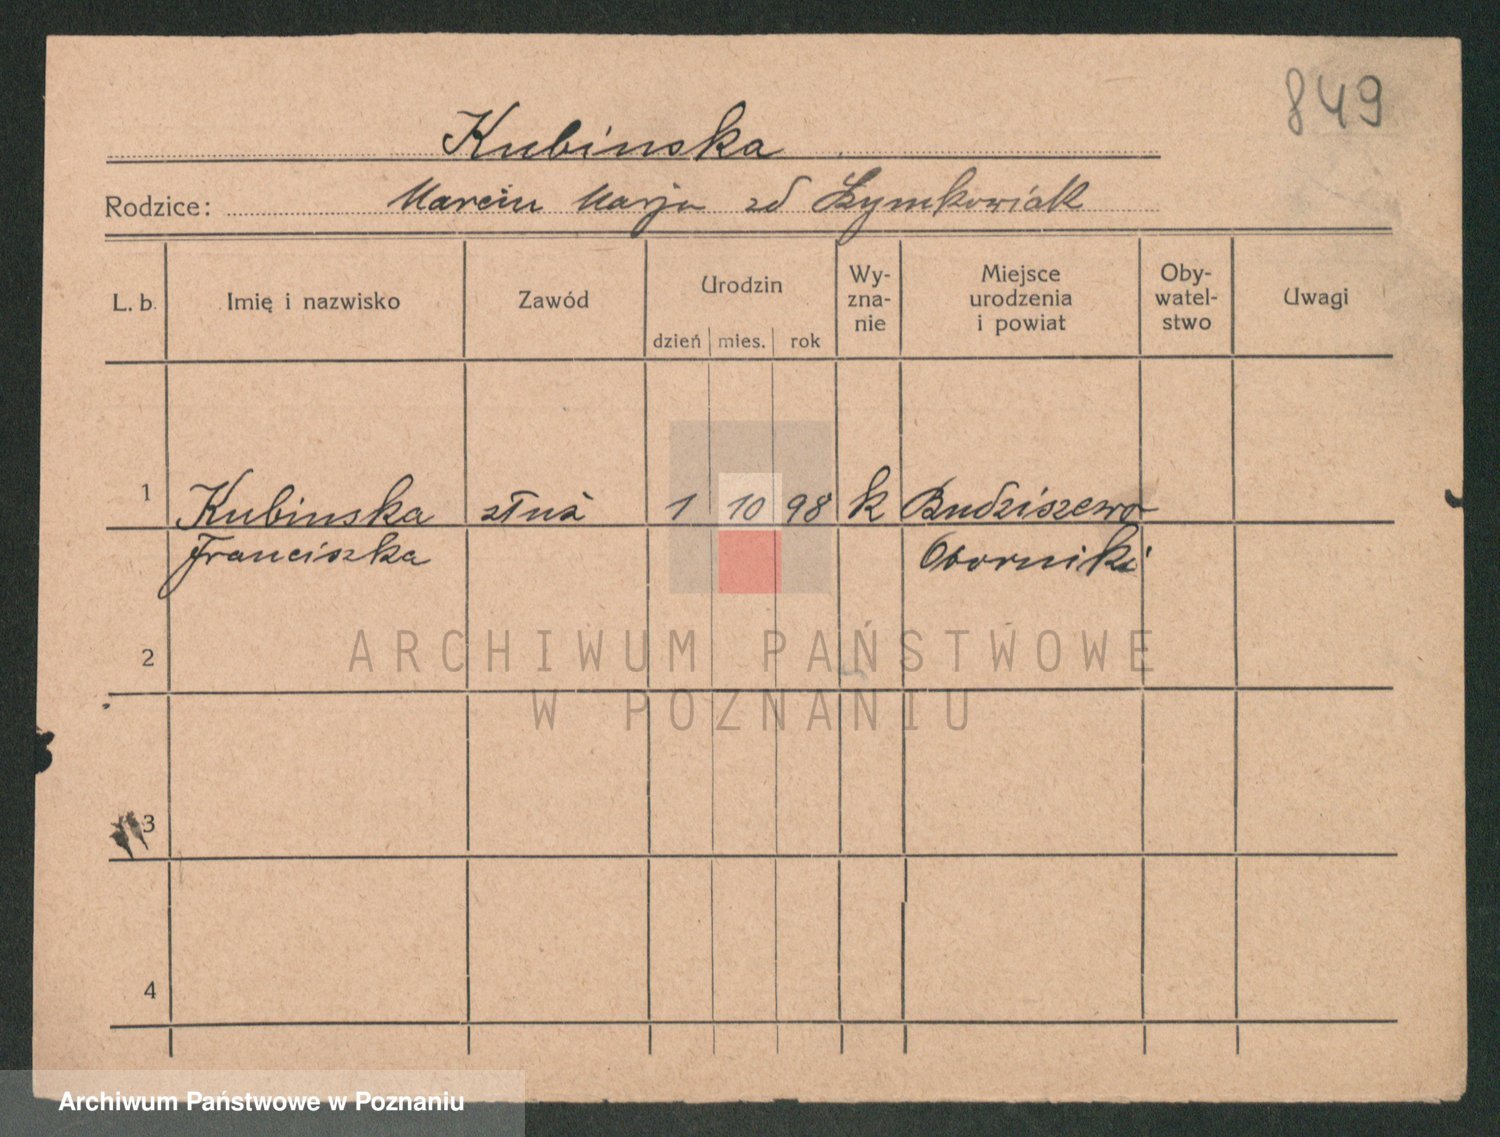 849
Kubinska
Rodzice: Marcin Marja zd Szymkowiak
L. b. Imię i nazwisko Zawód Urodzin dzień mies. rok Wy-zna-nie Miejsce urodzenia i powiat Oby-watel-stwo Uwagi
1 Kubinska służ 1 10 98 k Budziszewo
Franciszka Oborniki
2
ARCHIWUM PAŃSTWOWE
W POZNANIU
3
4
Archiwum Państwowe w Poznaniu